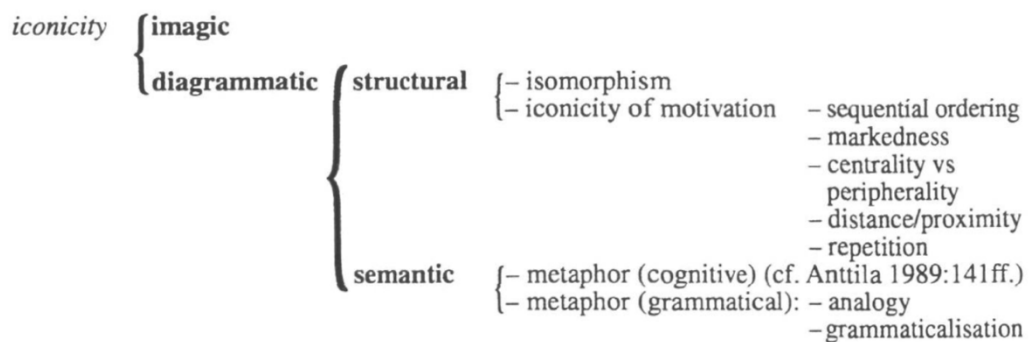 iconicity imagic
diagrammatic structural – isomorphism
– iconicity of motivation – sequential ordering
– markedness
– centrality vs
peripherality
– distance/proximity
– repetition
semantic – metaphor (cognitive) (cf. Anttila 1989:141ff.)
– metaphor (grammatical): – analogy
–grammaticalisation